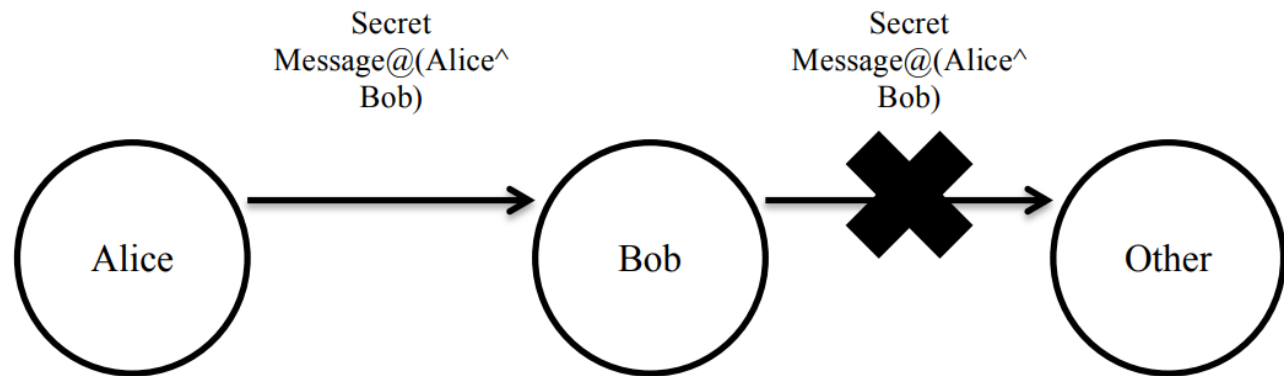 Secret
Message@(Alice^
Bob)
Secret
Message@(Alice^
Bob)
Alice
Bob
Other